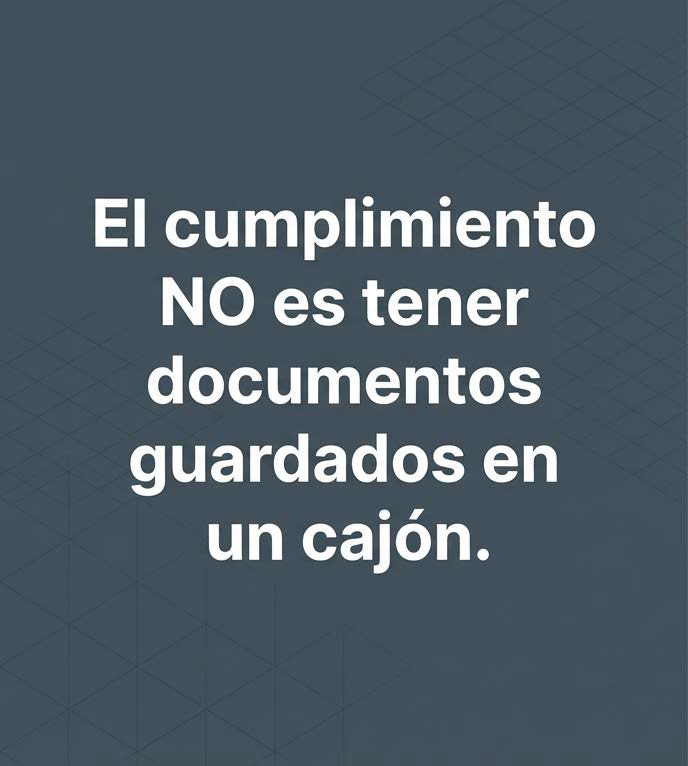 El cumplimiento
NO es tener
documentos
guardados en
un cajón.